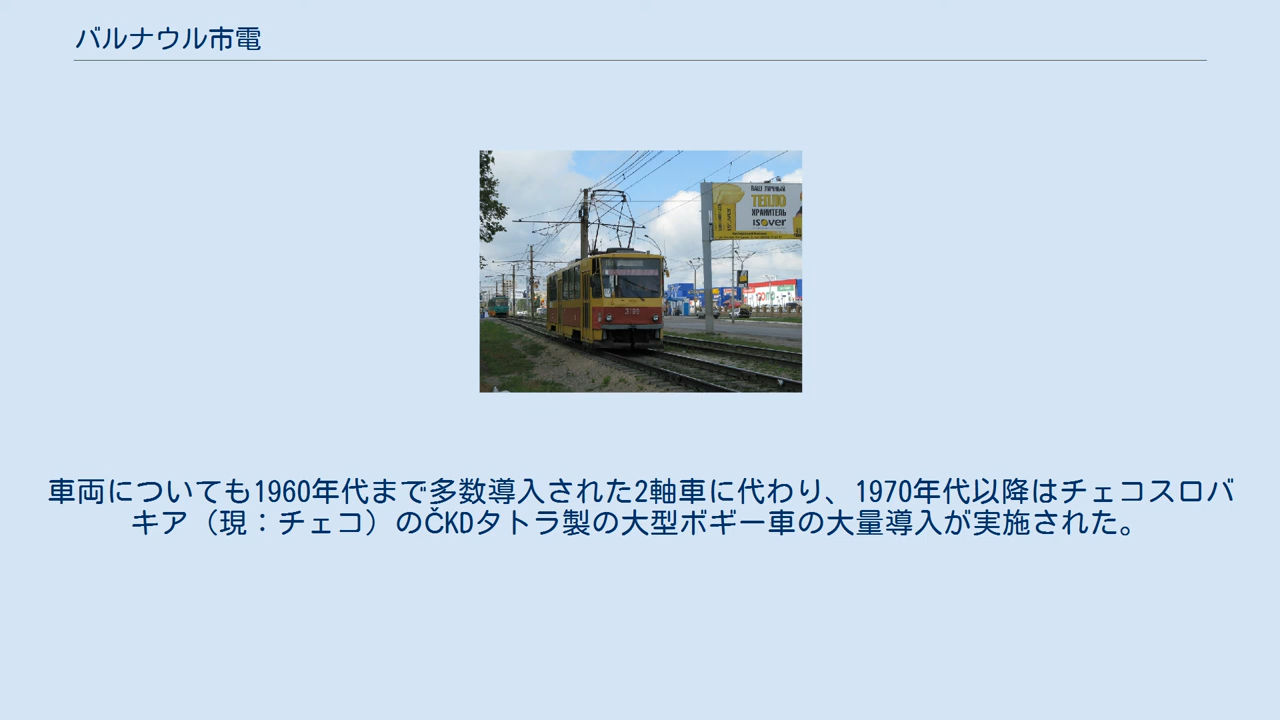 バルナウル市電
ВАШ ЛИЧНЫЙ
ТЕПЛО
ХРАНИТЕЛЬ
isover
車両についても1960年代まで多数導入された2軸車に代わり、1970年代以降はチェコスロバ
キア（現：チェコ）のČKDタトラ製の大型ボギー車の大量導入が実施された。